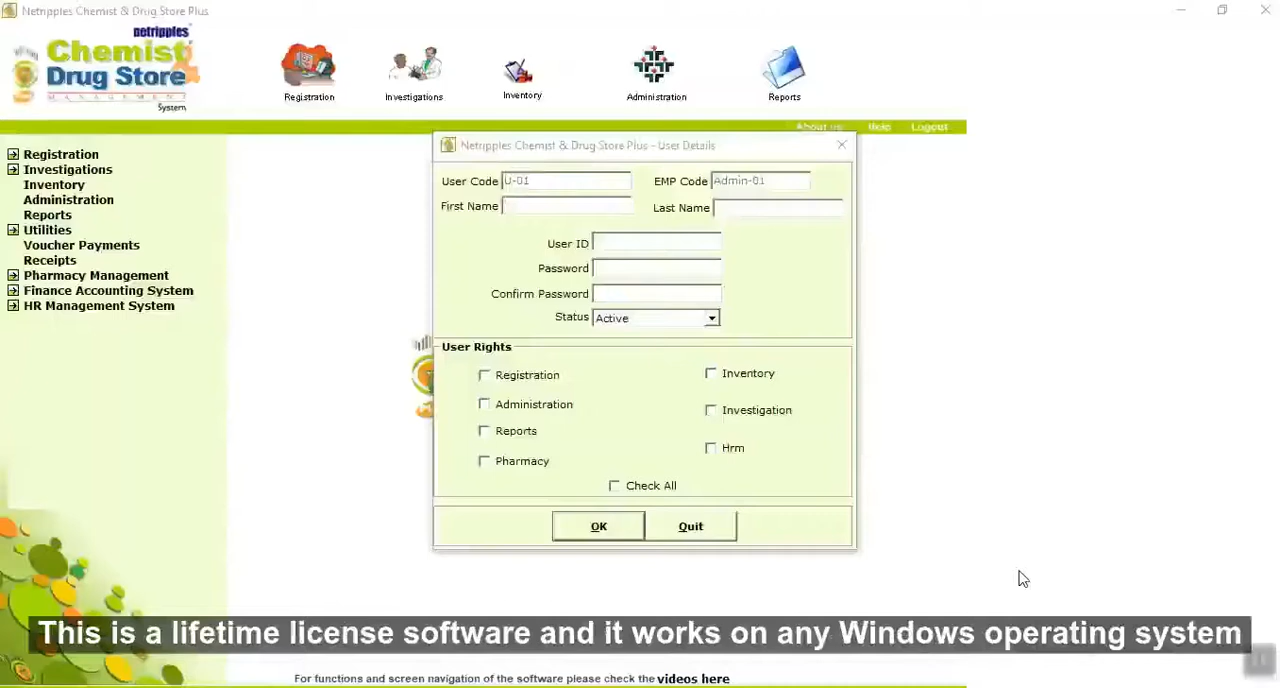 Netripples Chemist & Drug Store Plus
netripples
Chemist
Drug Store
MANAGEMENT
System
Registration
Investigations
Inventory
Administration
Reports
About us
Help
Logout
Registration
Investigations
Inventory
Administration
Reports
Utilities
Voucher Payments
Receipts
Pharmacy Management
Finance Accounting System
HR Management System
Netripples Chemist & Drug Store Plus - User Details
User Code U-01
EMP Code Admin-01
First Name
Last Name
User ID
Password
Confirm Password
Status Active
User Rights
Registration
Inventory
Administration
Investigation
Reports
Hrm
Pharmacy
Check All
OK
Quit
This is a lifetime license software and it works on any Windows operating system
For functions and screen navigation of the software please check the videos here